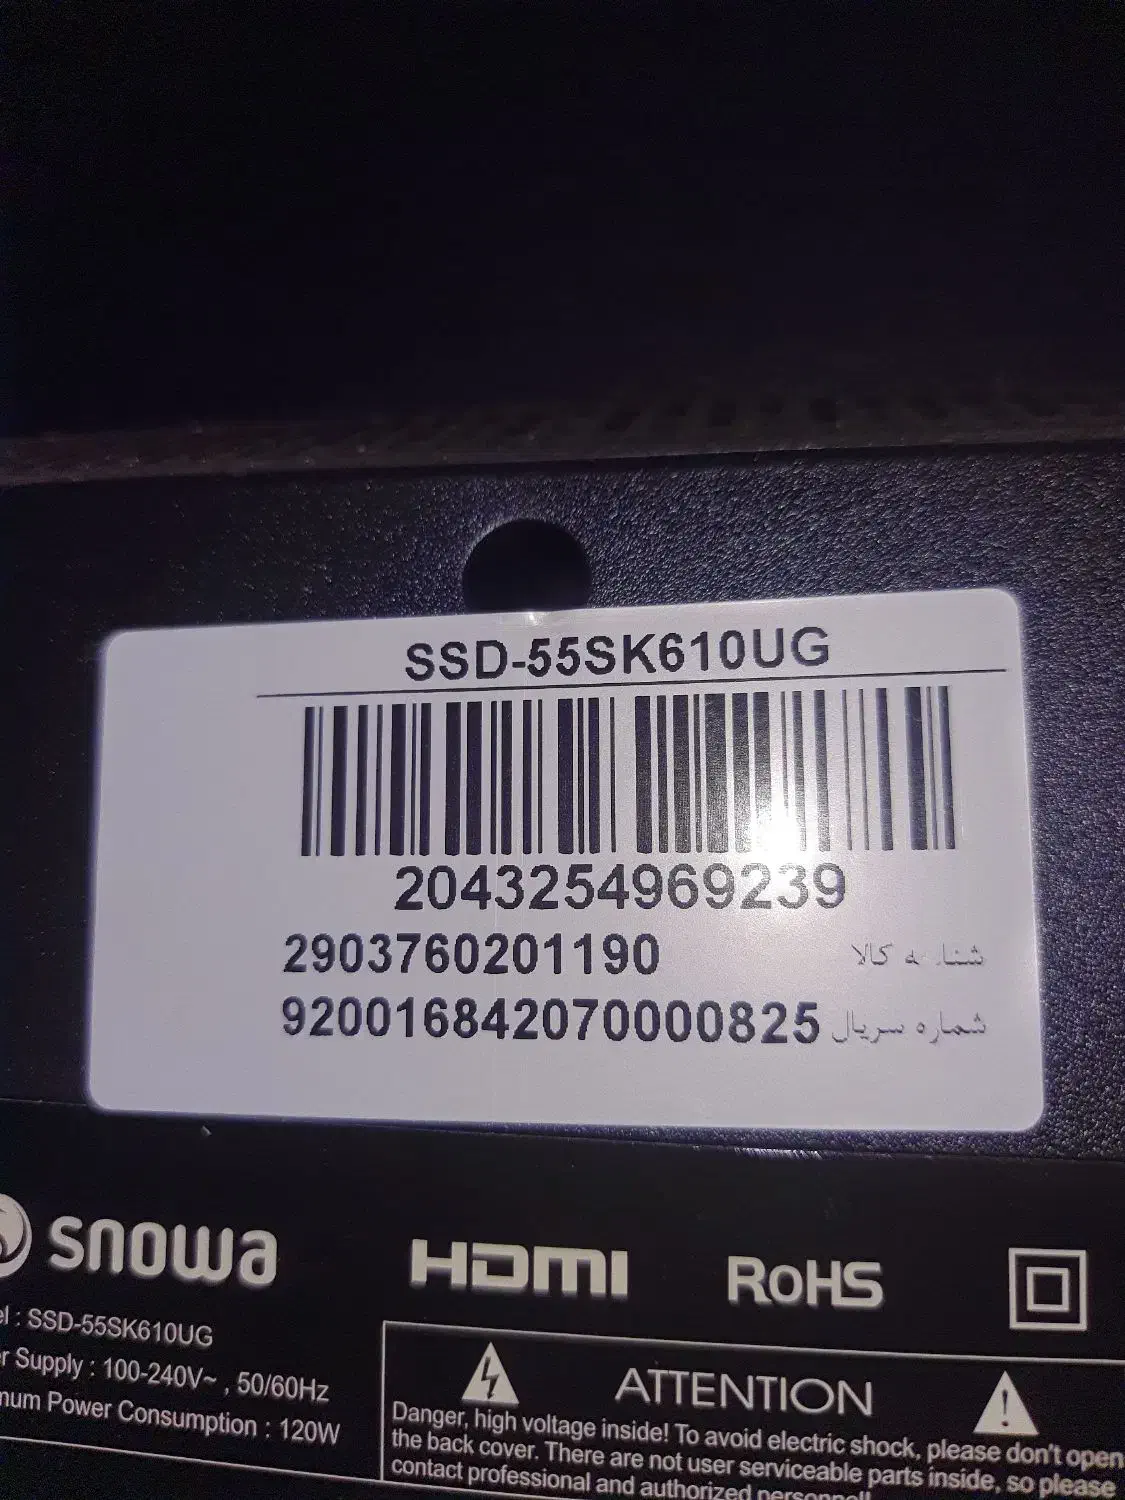 SSD-55SK610UG
2043254969239
2903760201190 کالا
920016842070000825 شماره سریال
snowa HDMI RoHS
: SSD-55SK610UG
Supply : 100-240V~ , 50/60Hz
Power Consumption : 120W
ATTENTION
Danger, high voltage inside! To avoid electric shock, please don't open
the back cover. There are not user serviceable parts inside, so please
contact professional and authorized